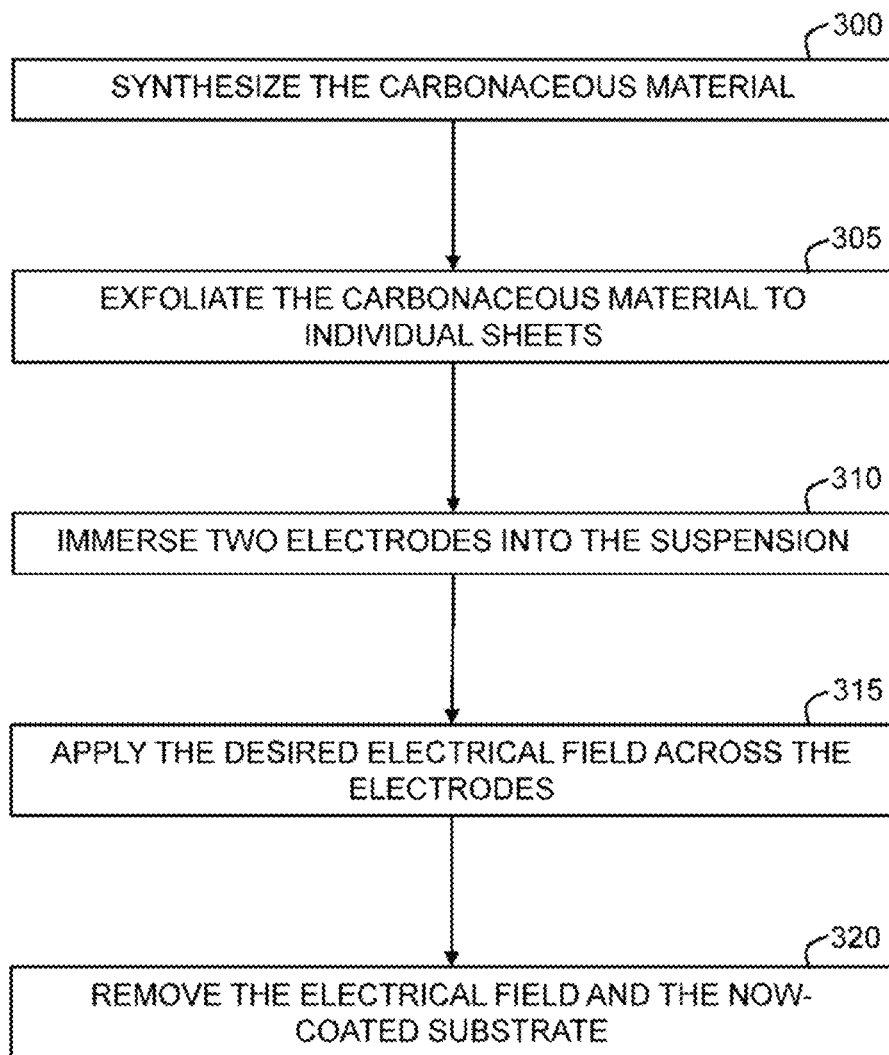 300
SYNTHESIZE THE CARBONACEOUS MATERIAL
305
EXFOLIATE THE CARBONACEOUS MATERIAL TO
INDIVIDUAL SHEETS
310
IMMERSE TWO ELECTRODES INTO THE SUSPENSION
315
APPLY THE DESIRED ELECTRICAL FIELD ACROSS THE
ELECTRODES
320
REMOVE THE ELECTRICAL FIELD AND THE NOW-
COATED SUBSTRATE